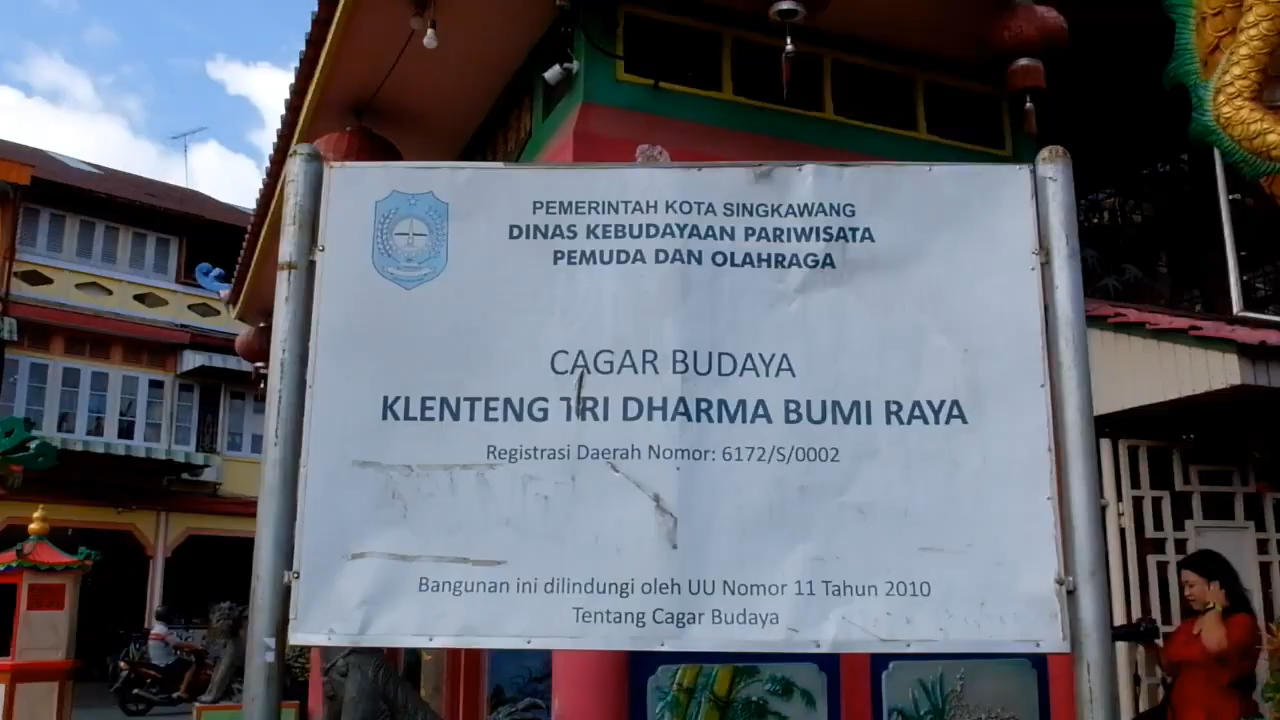 PEMERINTAH KOTA SINGKAWANG
DINAS KEBUDAYAAN PARIWISATA
PEMUDA DAN OLAHRAGA
CAGAR BUDAYA
KLENTENG TRI DHARMA BUMI RAYA
Registrasi Daerah Nomor: 6172/S/0002
Bangunan ini dilindungi oleh UU Nomor 11 Tahun 2010
Tentang Cagar Budaya